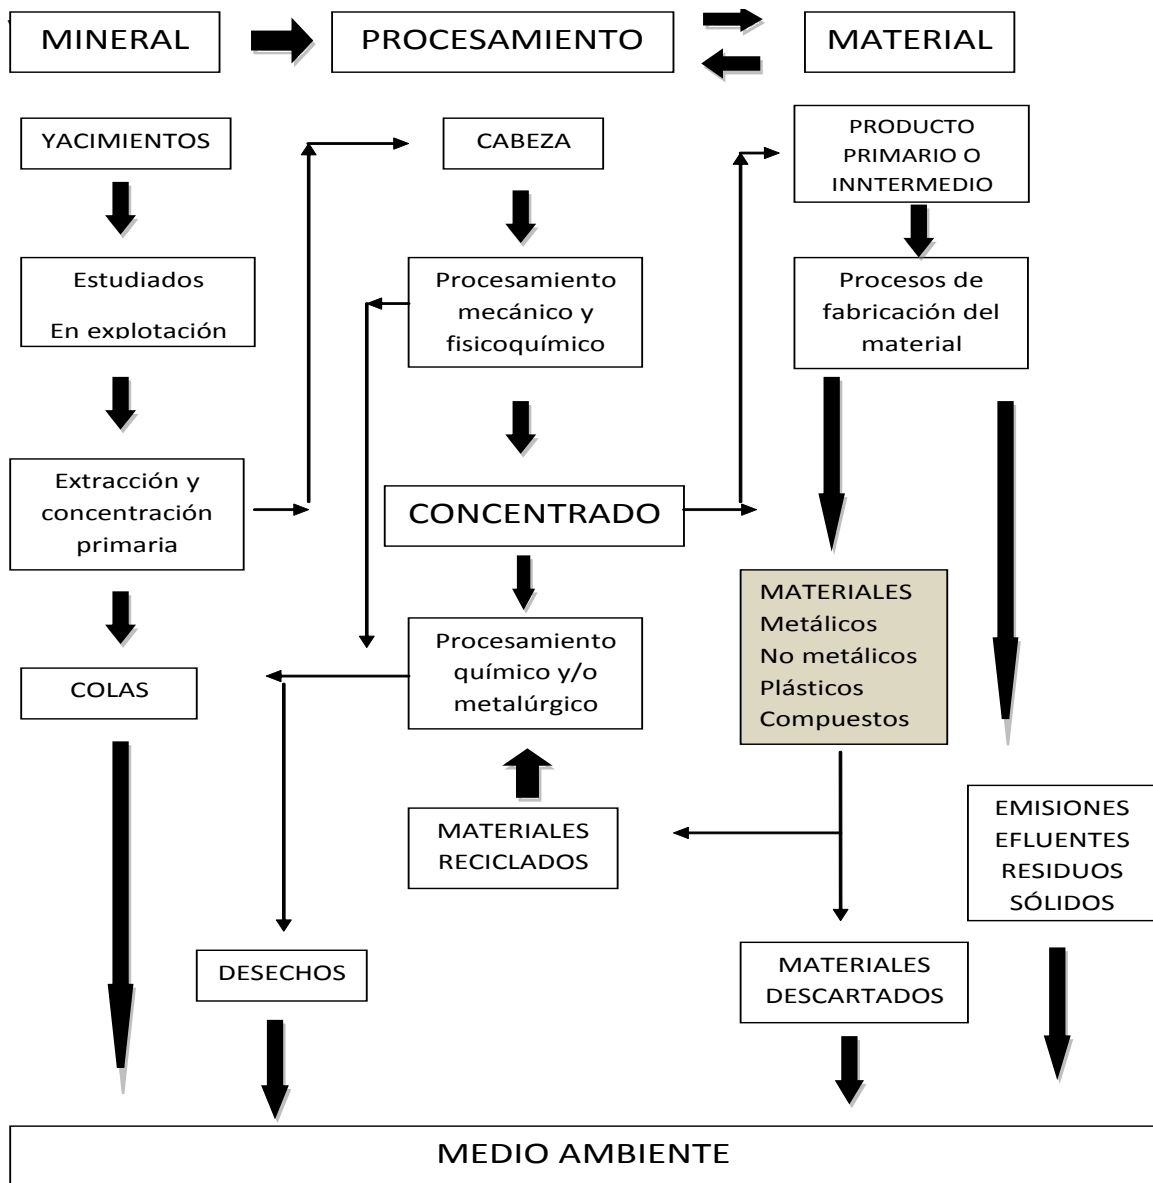 MINERAL
PROCESAMIENTO
MATERIAL
YACIMIENTOS
CABEZA
PRODUCTO
PRIMARIO O
INNTERMEDIO
Estudiados
En explotación
Procesamiento
mecánico y
fisicoquímico
Procesos de
fabricación del
material
Extracción y
concentración
primaria
CONCENTRADO
Procesamiento
químico y/o
metalúrgico
MATERIALES
Metálicos
No metálicos
Plásticos
Compuestos
COLAS
MATERIALES
RECICLADOS
EMISIONES
EFLUENTES
RESIDUOS
SÓLIDOS
DESECHOS
MATERIALES
DESCARTADOS
MEDIO AMBIENTE